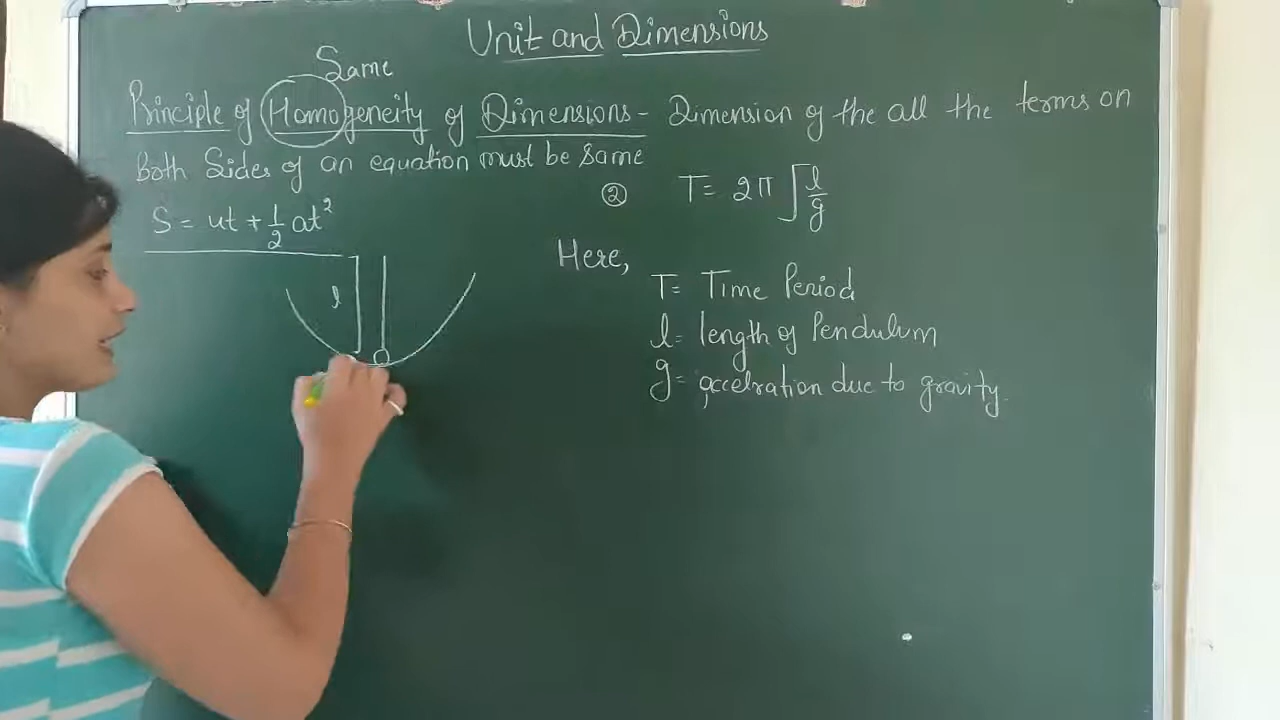 Unit and Dimensions
Same
Principle of Homogeneity of Dimensions - Dimension of the all the terms on
Both Sides of an equation must be Same
S = ut + 1/2 at²
② T = 2π √l/g
Here,
T = Time Period
l
l = length of Pendulum
g = accelration due to gravity.